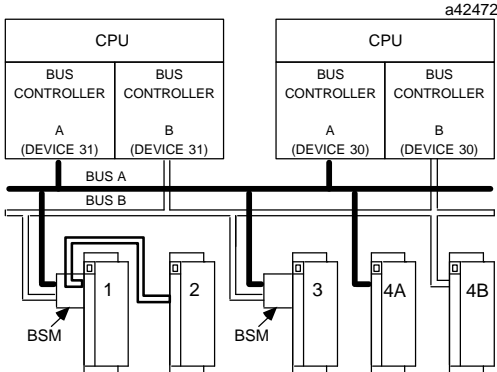 a42472
CPU
CPU
BUS CONTROLLER
A
(DEVICE 31)
BUS CONTROLLER
B
(DEVICE 31)
BUS CONTROLLER
A
(DEVICE 30)
BUS CONTROLLER
B
(DEVICE 30)
BUS A
BUS B
1
2
3
4A
4B
BSM
BSM